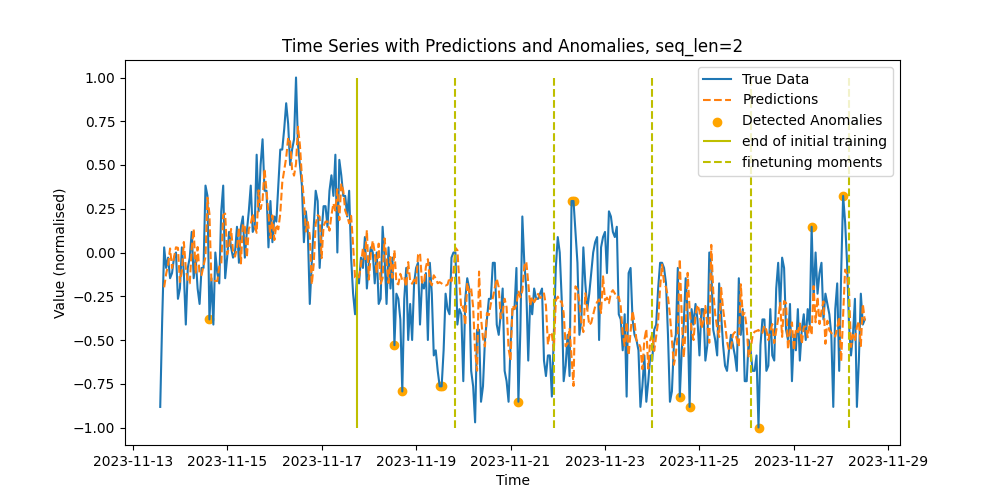 Time Series with Predictions and Anomalies, seq_len=2
True Data
Predictions
Detected Anomalies
end of initial training
finetuning moments
Value (normalised)
1.00
0.75
0.50
0.25
0.00
−0.25
−0.50
−0.75
−1.00
2023-11-13 2023-11-15 2023-11-17 2023-11-19 2023-11-21 2023-11-23 2023-11-25 2023-11-27 2023-11-29
Time